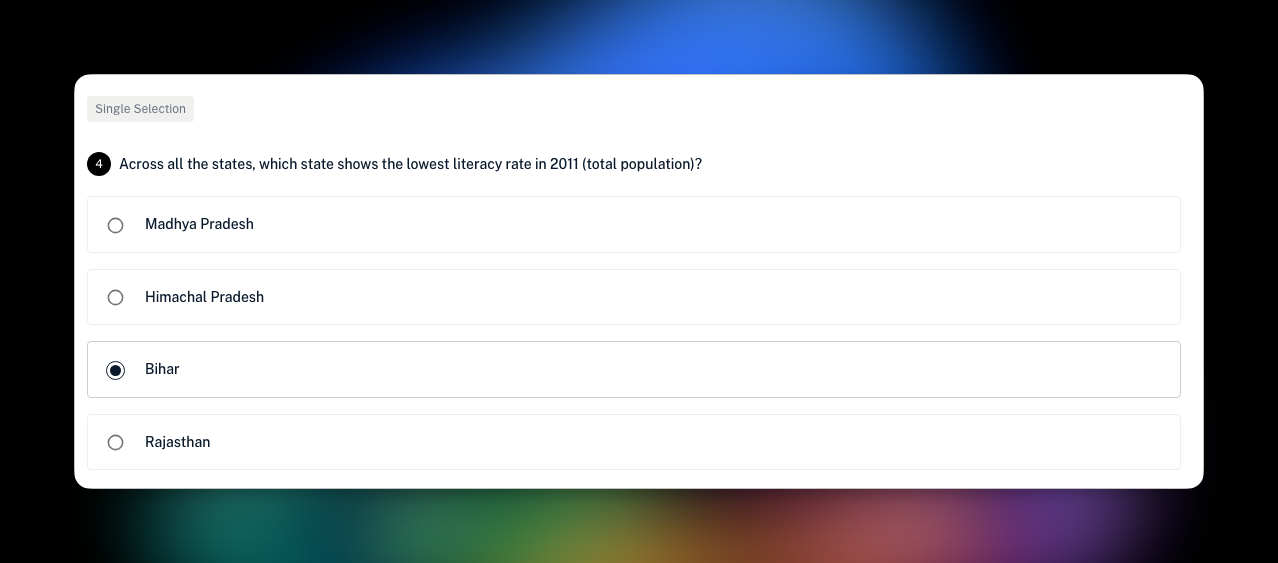 Single Selection
4 Across all the states, which state shows the lowest literacy rate in 2011 (total population)?
Madhya Pradesh
Himachal Pradesh
Bihar
Rajasthan